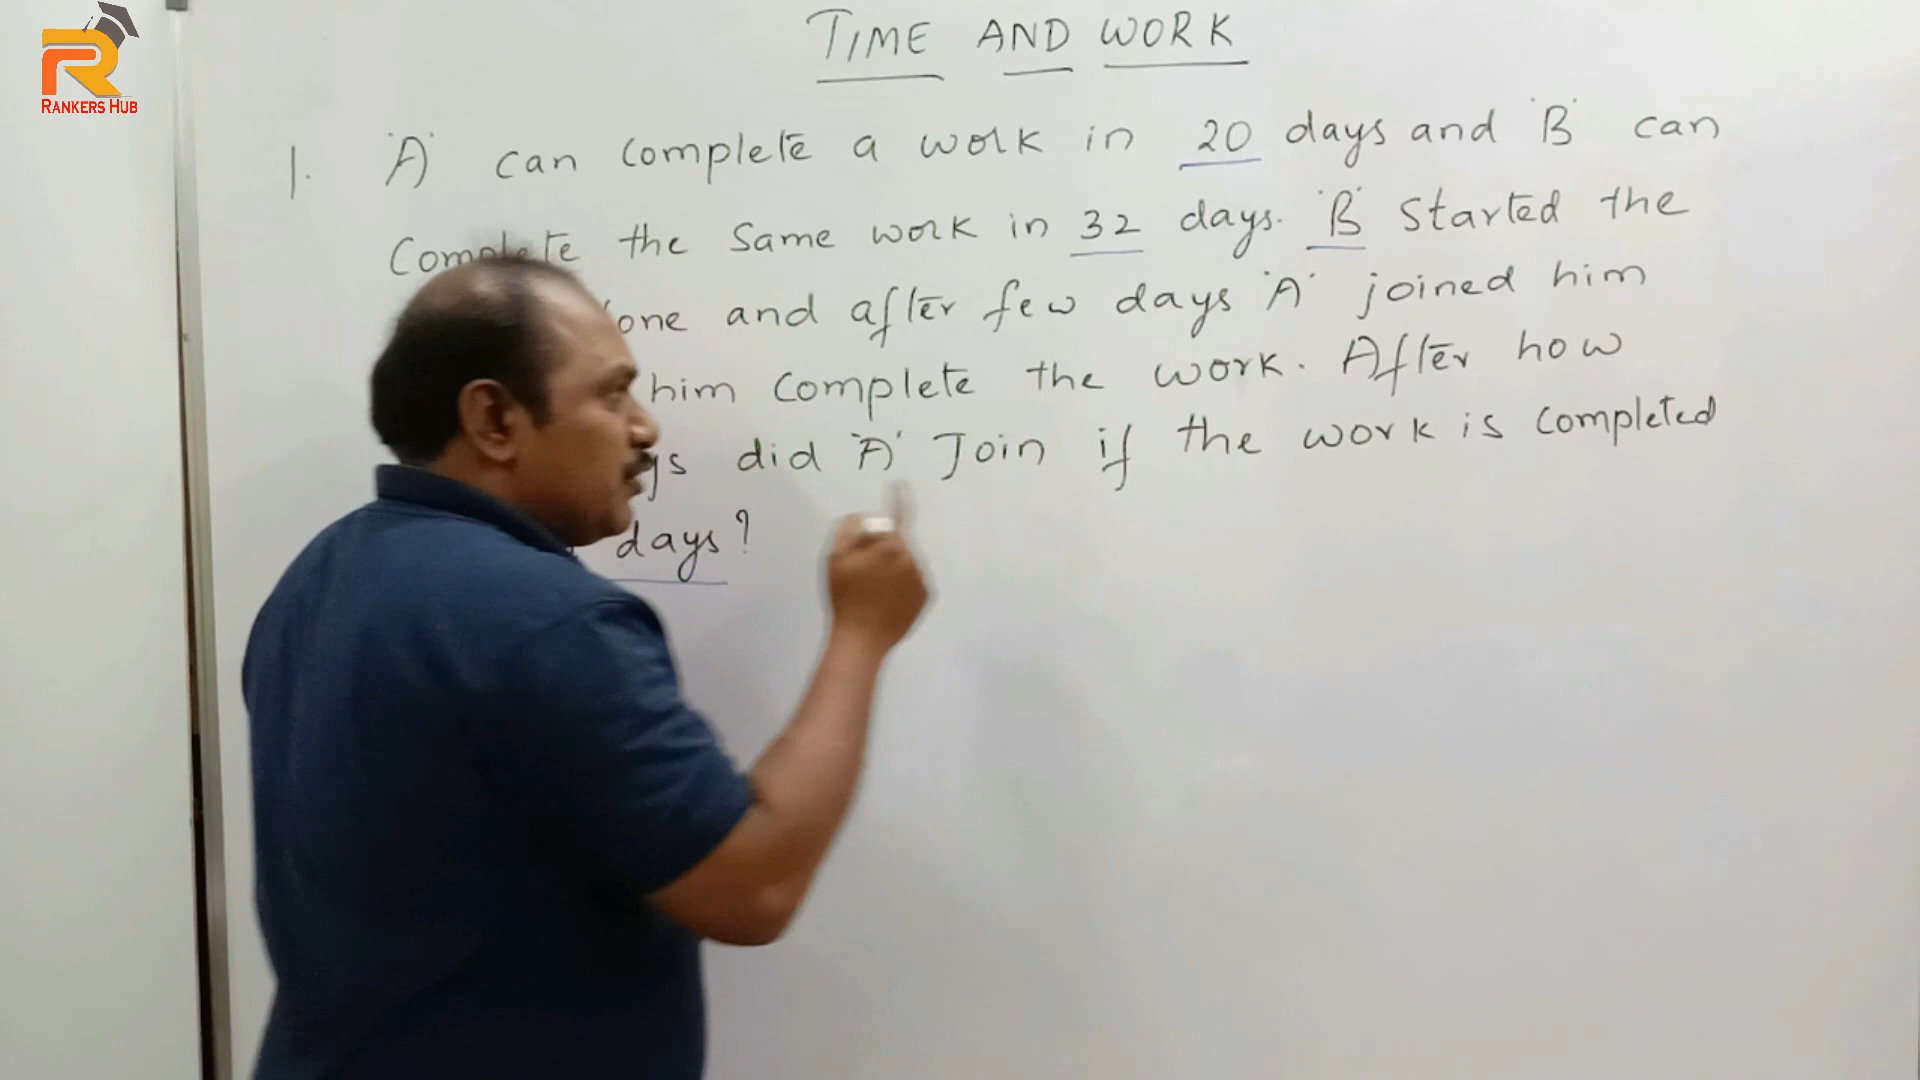 RANKERS HUB
TIME AND WORK
1. 'A' can complete a work in 20 days and 'B' can
Complete the Same work in 32 days. 'B' Started the
and after few days 'A' joined him
him Complete the work. After how
did 'A' Join if the work is Completed
days?